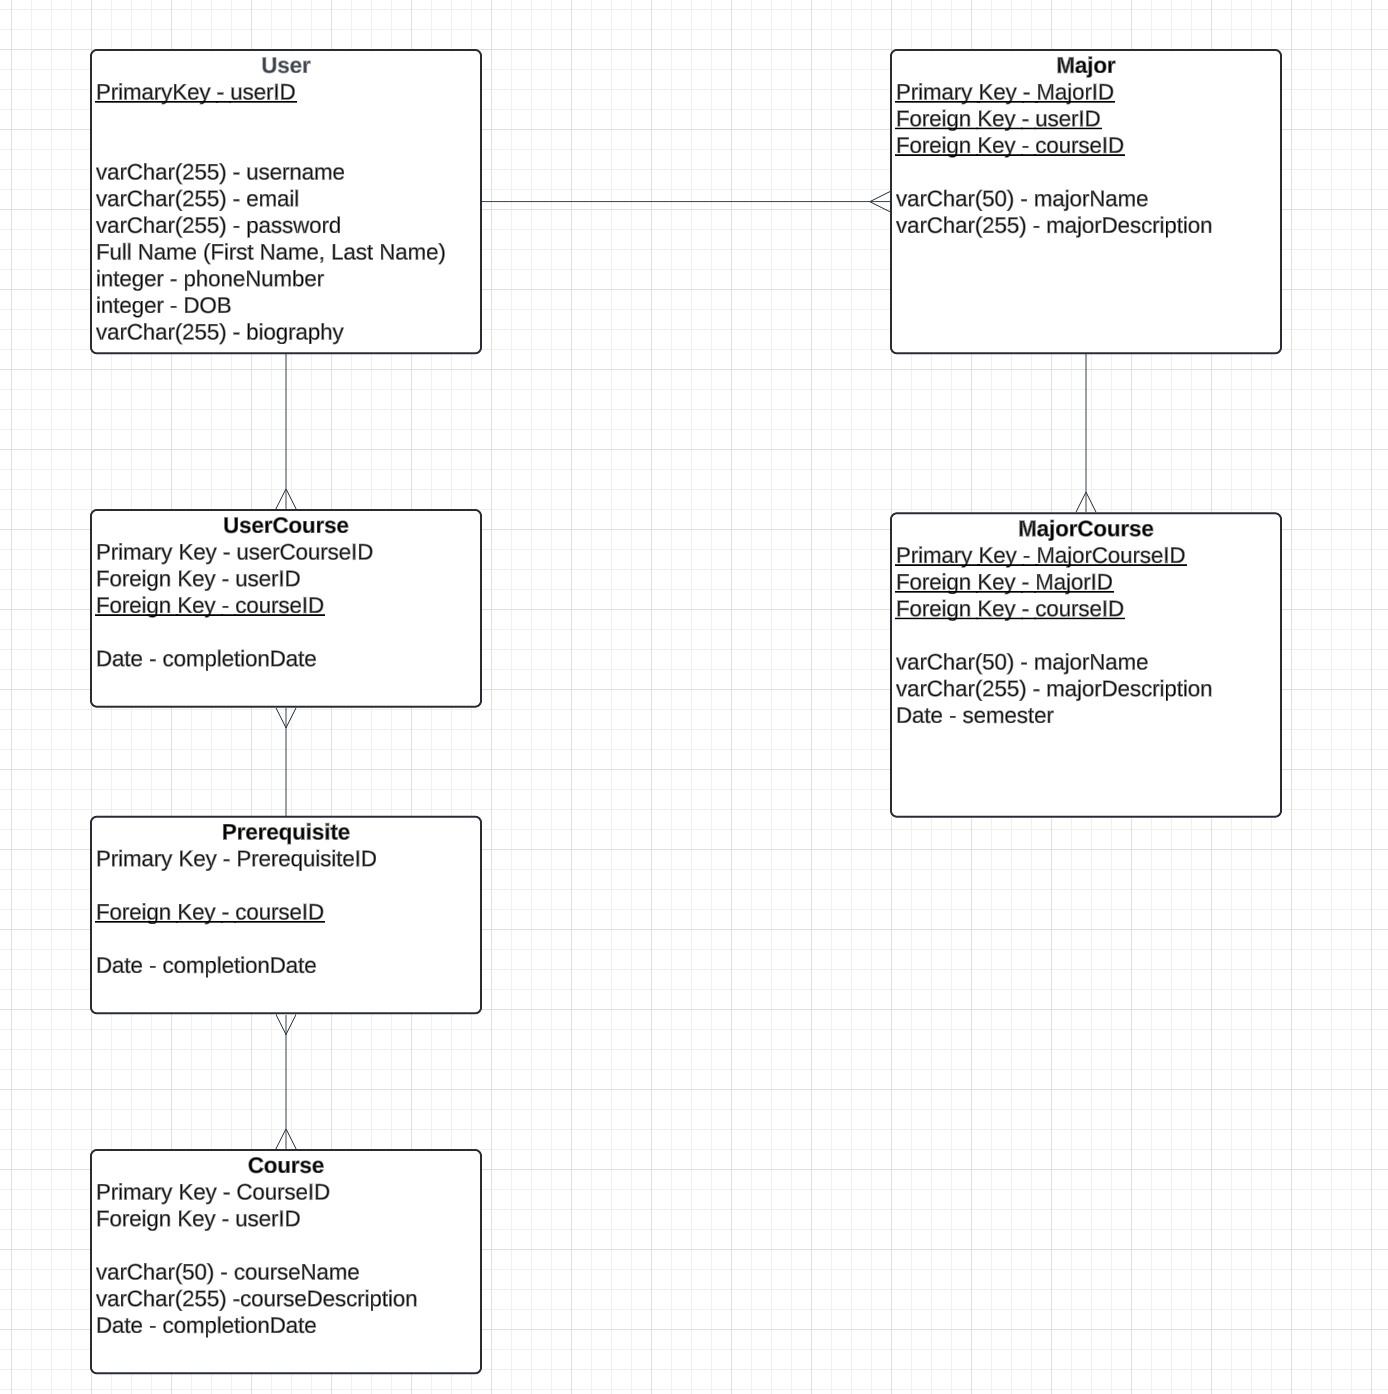 User
PrimaryKey - userID
varChar(255) - username
varChar(255) - email
varChar(255) - password
Full Name (First Name, Last Name)
integer - phoneNumber
integer - DOB
varChar(255) - biography
Major
Primary Key - MajorID
Foreign Key - userID
Foreign Key - courseID
varChar(50) - majorName
varChar(255) - majorDescription
UserCourse
Primary Key - userCourseID
Foreign Key - userID
Foreign Key - courseID
Date - completionDate
MajorCourse
Primary Key - MajorCourseID
Foreign Key - MajorID
Foreign Key - courseID
varChar(50) - majorName
varChar(255) - majorDescription
Date - semester
Prerequisite
Primary Key - PrerequisiteID
Foreign Key - courseID
Date - completionDate
Course
Primary Key - CourseID
Foreign Key - userID
varChar(50) - courseName
varChar(255) -courseDescription
Date - completionDate